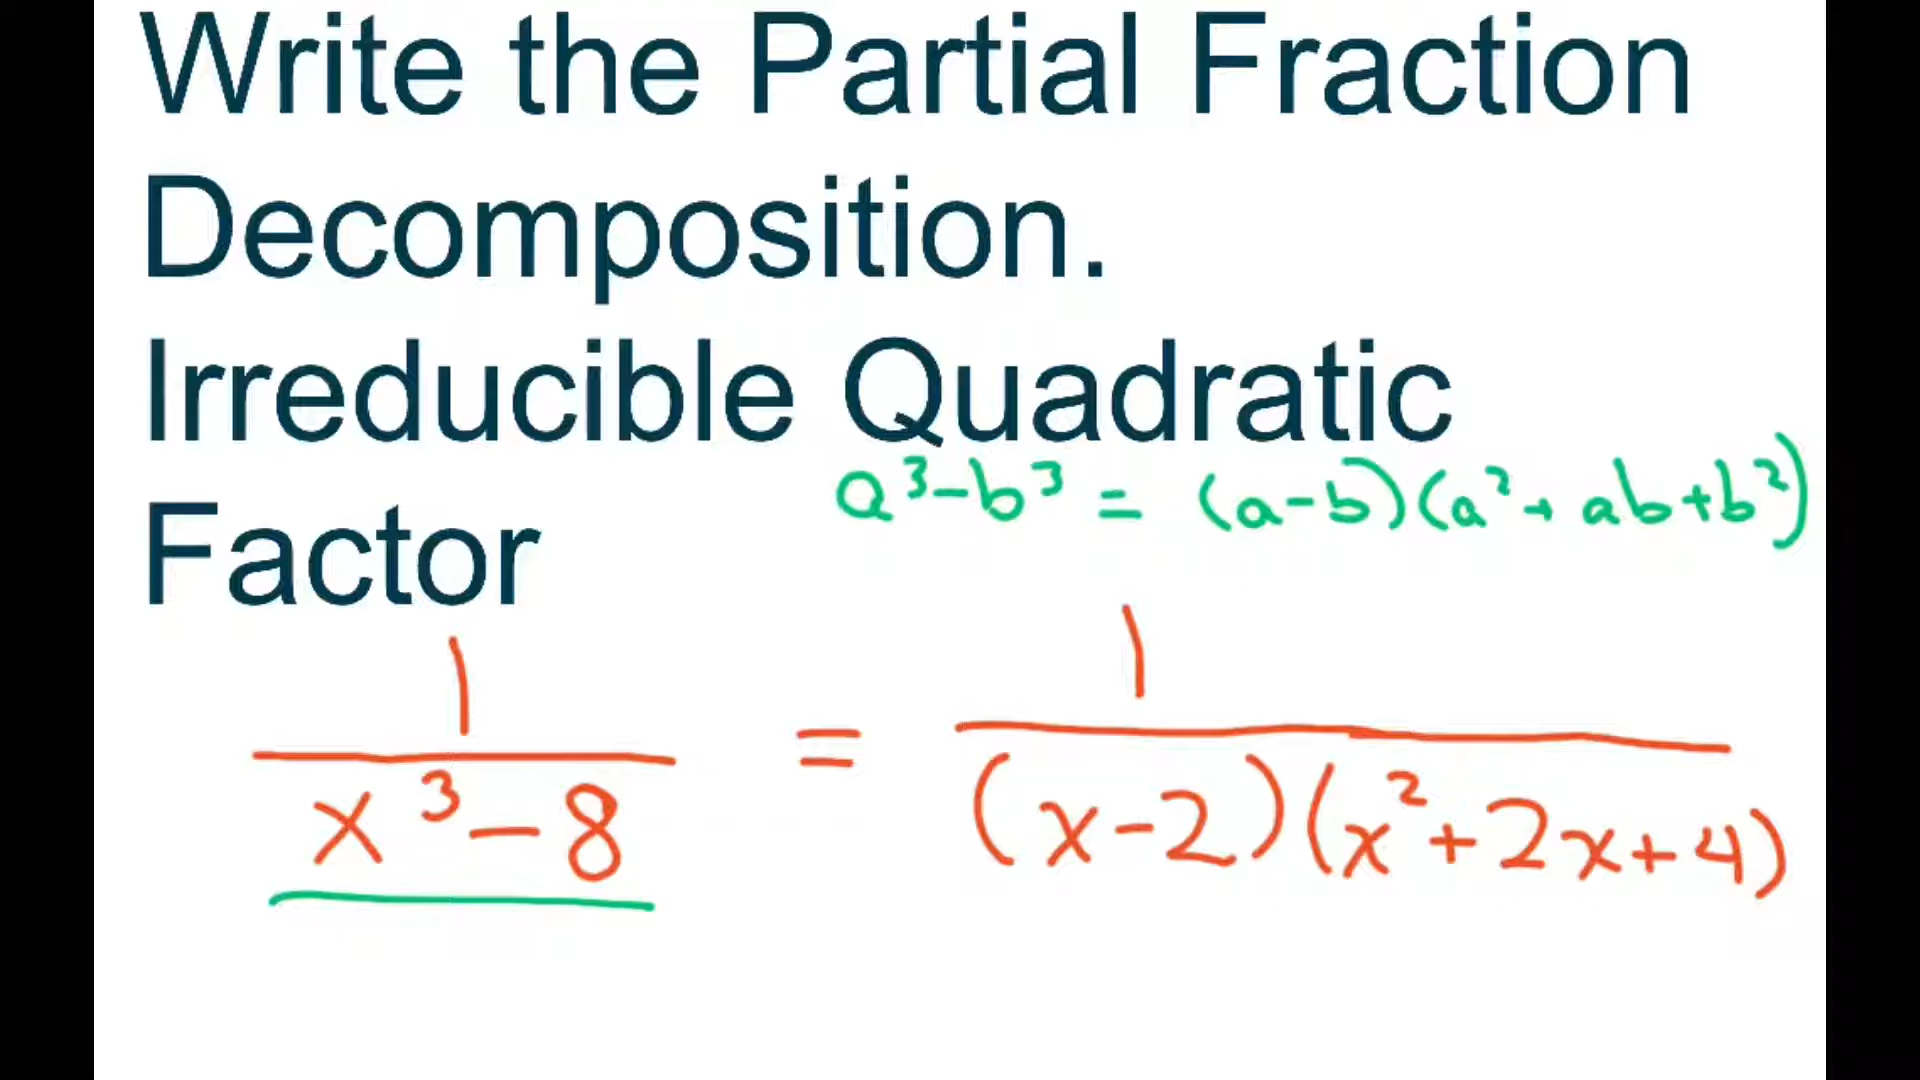 Write the Partial Fraction
Decomposition.
Irreducible Quadratic
Factor
a³-b³ = (a-b)(a²+ab+b²)
1/(x³-8) = 1/((x-2)(x²+2x+4))